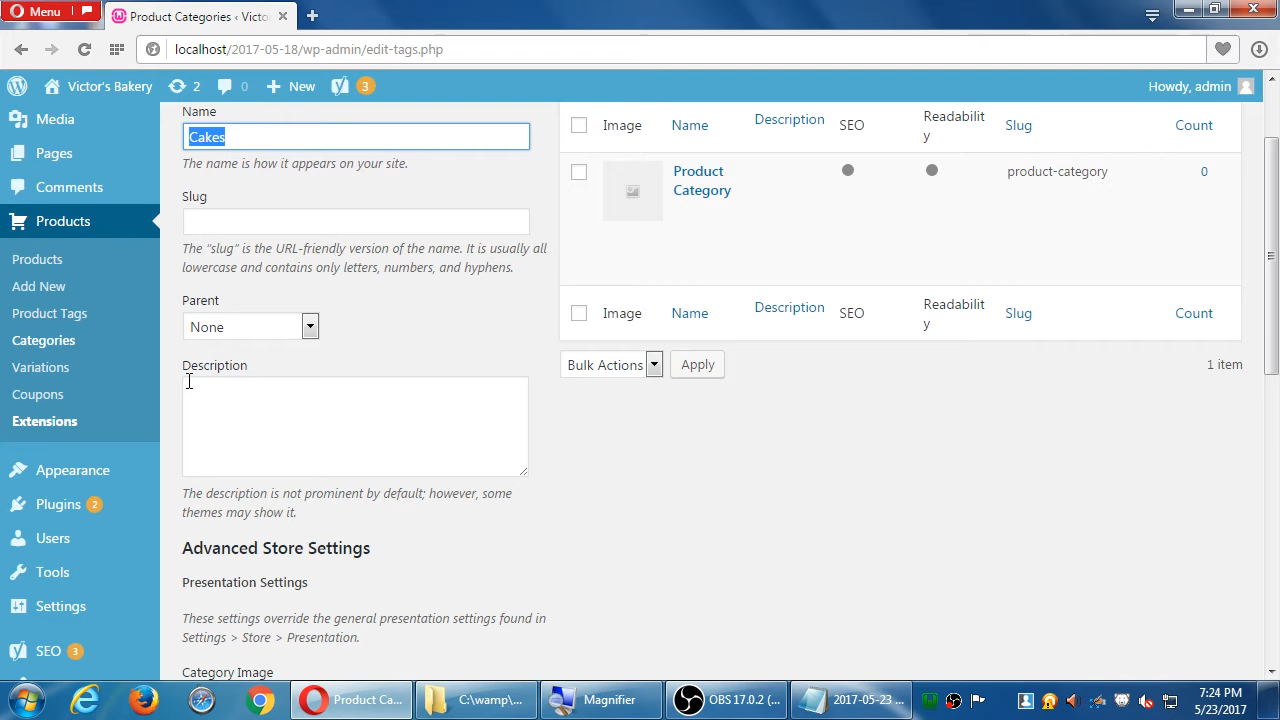 Menu
Product Categories ‹ Victo
localhost/2017-05-18/wp-admin/edit-tags.php
Victor's Bakery
2
0
New
3
Howdy, admin
Media
Pages
Comments
Products
Products
Add New
Product Tags
Categories
Variations
Coupons
Extensions
Appearance
Plugins 2
Users
Tools
Settings
SEO 3
Name
Cakes
The name is how it appears on your site.
Slug
The "slug" is the URL-friendly version of the name. It is usually all
lowercase and contains only letters, numbers, and hyphens.
Parent
None
Description
The description is not prominent by default; however, some
themes may show it.
Advanced Store Settings
Presentation Settings
These settings override the general presentation settings found in
Settings > Store > Presentation.
Category Image
Image Name Description SEO Readabilit
y Slug Count
Product
Category
product-category
0
Image Name Description SEO Readabilit
y Slug Count
Bulk Actions
Apply
1 item
Product Ca...
C:\wamp\...
Magnifier
OBS 17.0.2 (...
2017-05-23 ...
7:24 PM
5/23/2017